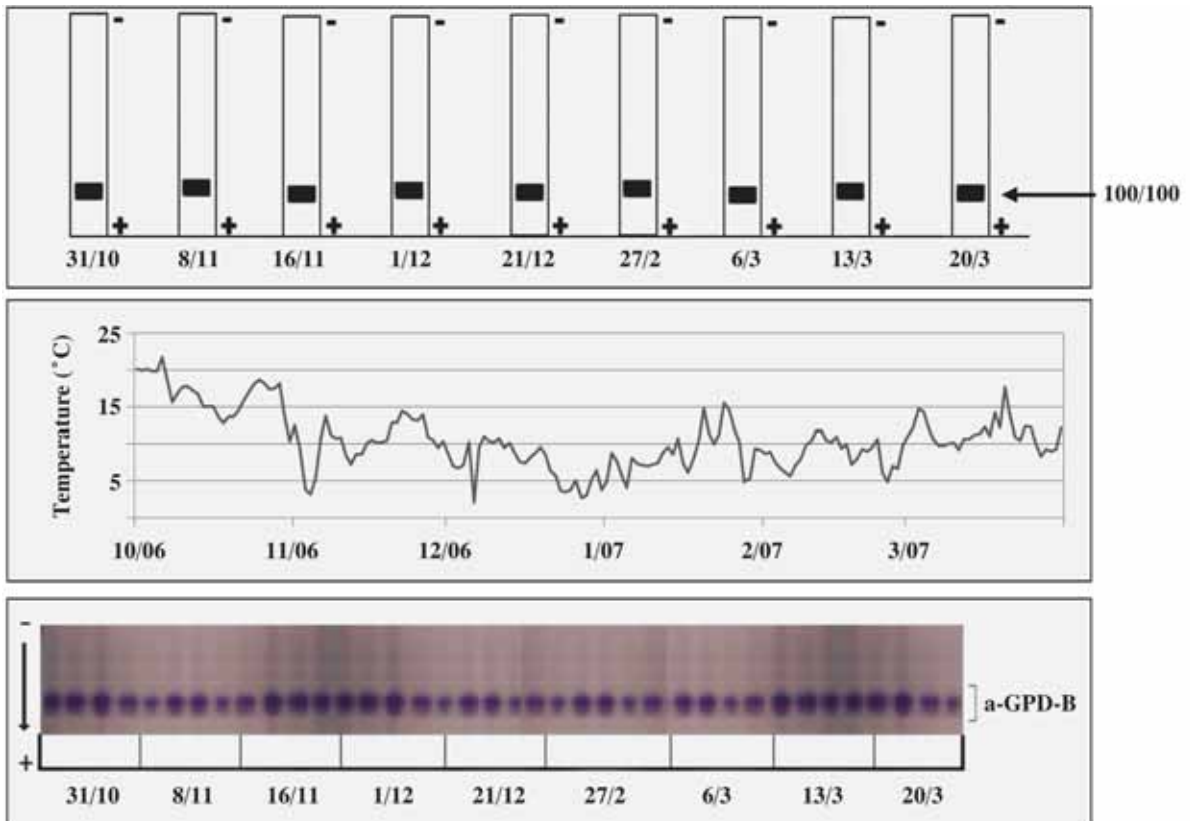 - - - - - - - - -
100/100
+ + + + + + + + +
31/10 8/11 16/11 1/12 21/12 27/2 6/3 13/3 20/3
Temperature (˚C)
25
15
5
10/06 11/06 12/06 1/07 2/07 3/07
-
a-GPD-B
+
31/10 8/11 16/11 1/12 21/12 27/2 6/3 13/3 20/3